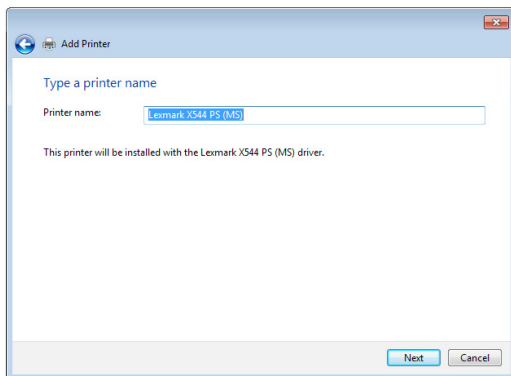 Add Printer
Type a printer name
Printer name:
Lexmark X544 PS (MS)
This printer will be installed with the Lexmark X544 PS (MS) driver.
Next
Cancel